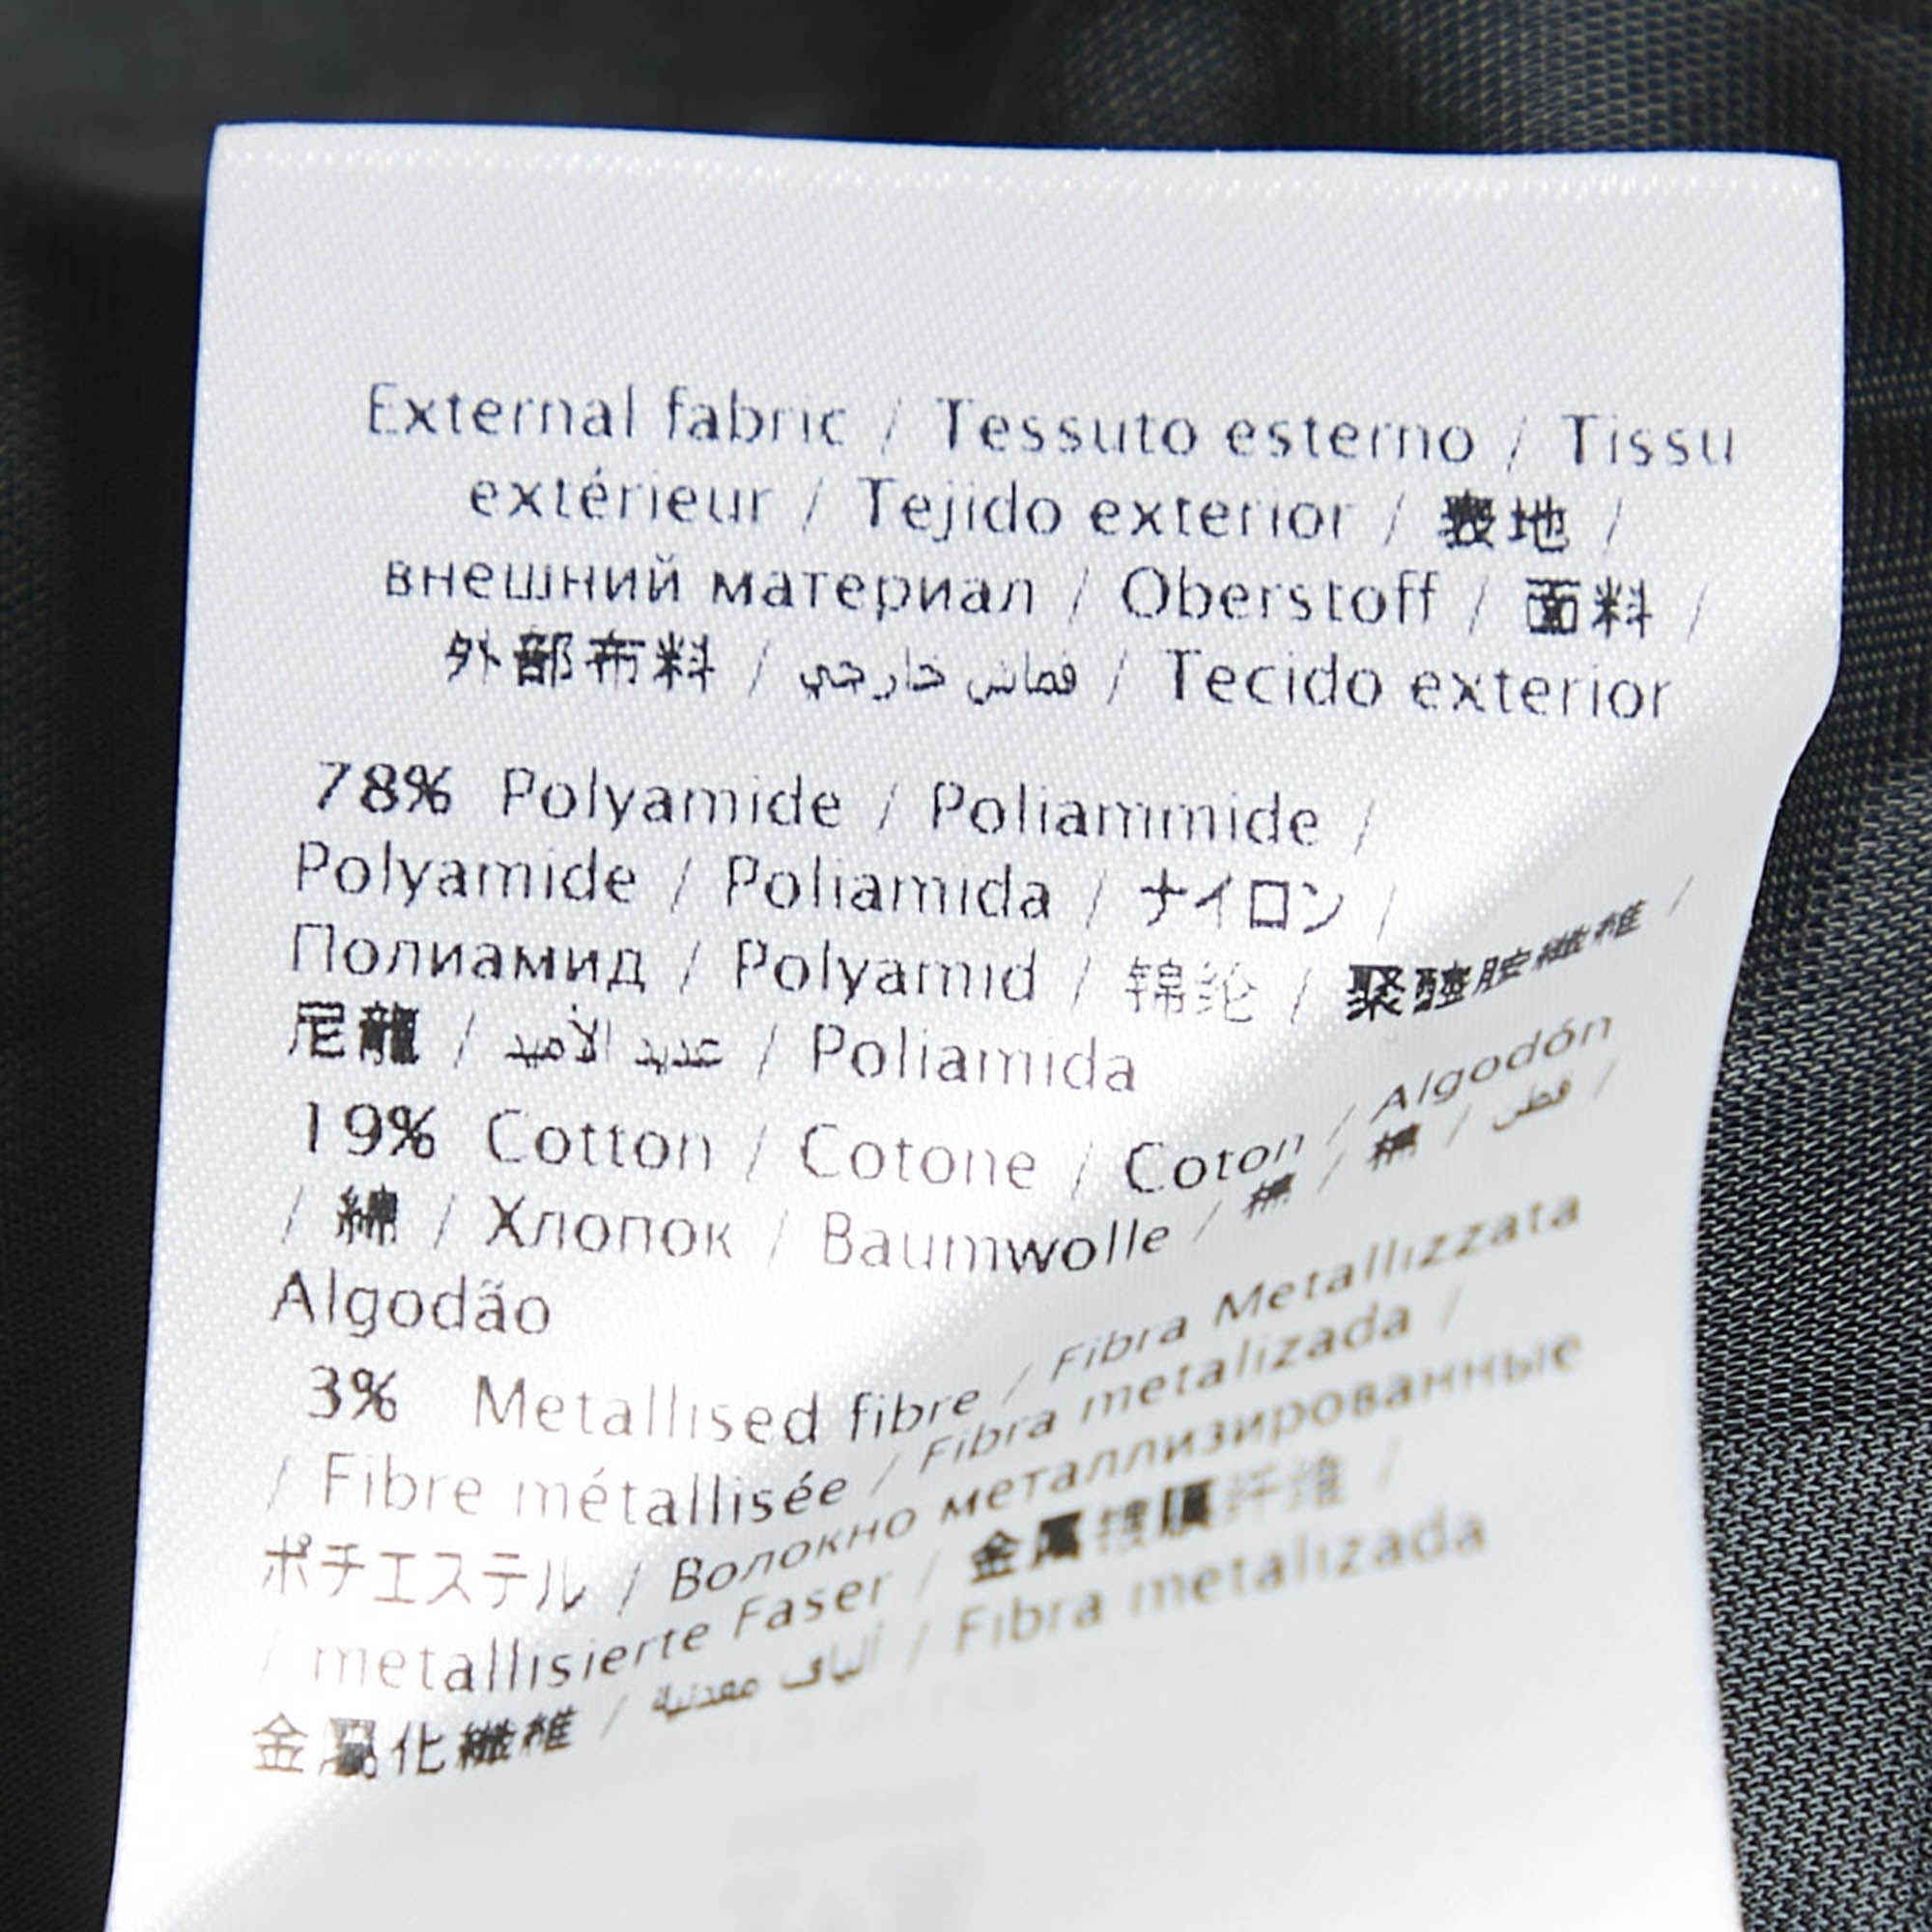 External fabric / Tessuto esterno / Tissu
extérieur / Tejido exterior / 表地 /
внешний материал / Oberstoff / 面料 /
外部布料 / قماش خارجي / Tecido exterior
78% Polyamide / Poliammide /
Polyamide / Poliamida / ナイロン /
Полиамид / Polyamid / 锦纶 / 聚醯胺纖維 /
尼龍 / عديد الأميد / Poliamida
19% Cotton / Cotone / Coton / Algodón
/ 綿 / Хлопок / Baumwolle / 棉 / 棉 / قطن /
Algodão
3% Metallised fibre / Fibra Metallizzata
/ Fibre métallisée / Fibra metalizada /
ポチエステル / Волокно металлизированные
/ metallisierte Faser / 金属镀膜纤维 /
金屬化纖維 / ألياف معدنية / Fibra metalizada